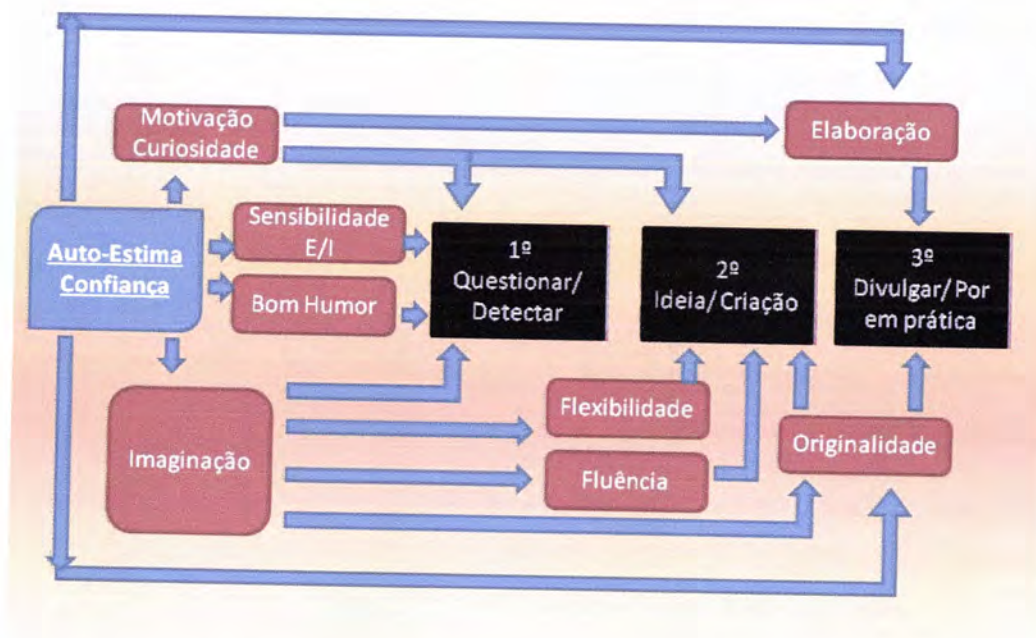 Motivação
Curiosidade
Elaboração
Auto-Estima
Confiança
Sensibilidade
E/I
Bom Humor
1º
Questionar/
Detectar
2º
Ideia/ Criação
3º
Divulgar/ Por
em prática
Imaginação
Flexibilidade
Fluência
Originalidade